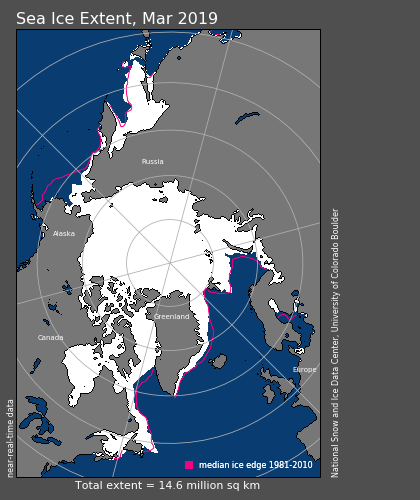 Sea Ice Extent, Mar 2019
Russia
Alaska
Greenland
Canada
Europe
near-real-time data
National Snow and Ice Data Center, University of Colorado Boulder
median ice edge 1981-2010
Total extent = 14.6 million sq km